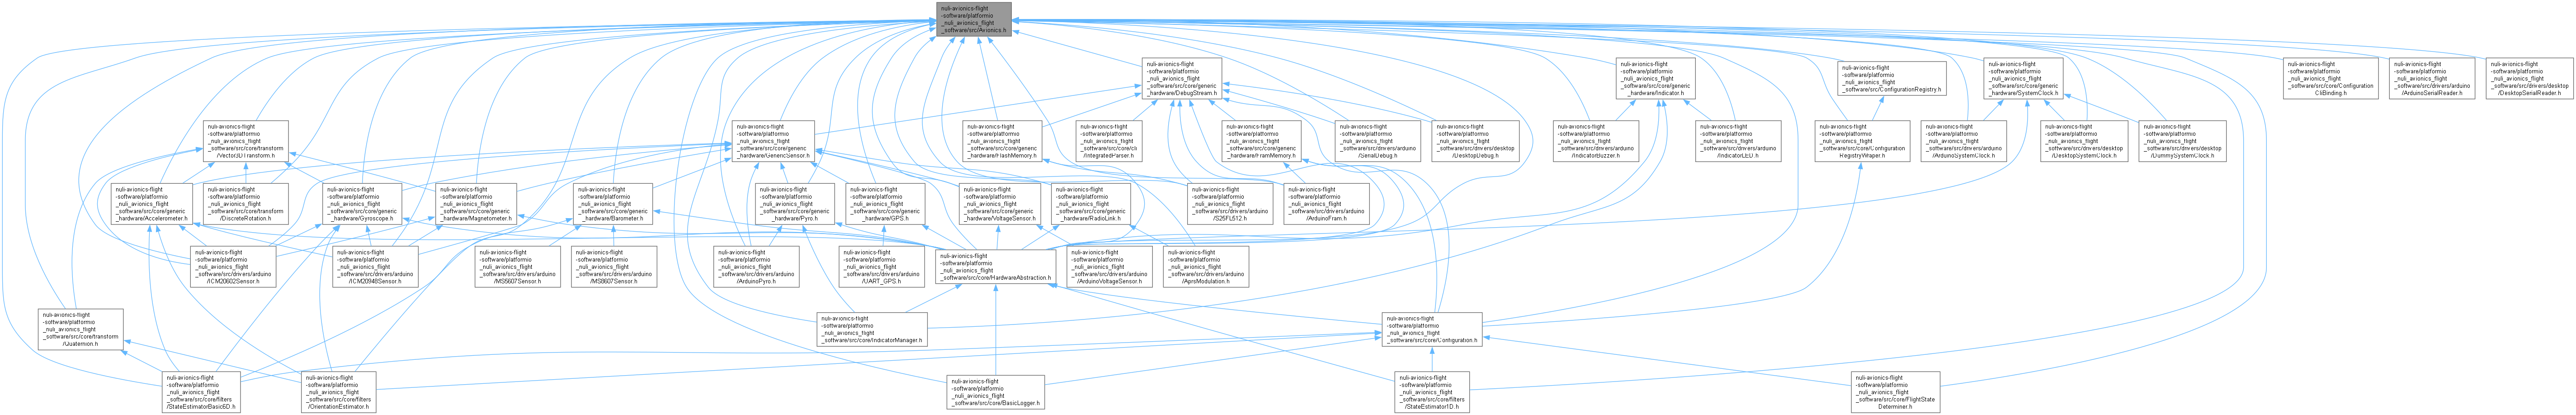 nuli-avionics-flight
-software/platformio
_nuli_avionics_flight
_software/src/Avionics.h
nuli-avionics-flight
-software/platformio
_nuli_avionics_flight
_software/src/core/generic
_hardware/DebugStream.h
nuli-avionics-flight
-software/platformio
_nuli_avionics_flight
_software/src/core/generic
_hardware/Indicator.h
nuli-avionics-flight
-software/platformio
_nuli_avionics_flight
_software/src/ConfigurationRegistry.h
nuli-avionics-flight
-software/platformio
_nuli_avionics_flight
_software/src/core/generic
_hardware/SystemClock.h
nuli-avionics-flight
-software/platformio
_nuli_avionics_flight
_software/src/core/Configuration
CliBinding.h
nuli-avionics-flight
-software/platformio
_nuli_avionics_flight
_software/src/drivers/arduino
/ArduinoSerialReader.h
nuli-avionics-flight
-software/platformio
_nuli_avionics_flight
_software/src/drivers/desktop
/DesktopSerialReader.h
nuli-avionics-flight
-software/platformio
_nuli_avionics_flight
_software/src/core/transform
/Vector3DTransform.h
nuli-avionics-flight
-software/platformio
_nuli_avionics_flight
_software/src/core/generic
_hardware/GenericSensor.h
nuli-avionics-flight
-software/platformio
_nuli_avionics_flight
_software/src/core/generic
_hardware/FlashMemory.h
nuli-avionics-flight
-software/platformio
_nuli_avionics_flight
_software/src/core/cli
/IntegratedParser.h
nuli-avionics-flight
-software/platformio
_nuli_avionics_flight
_software/src/core/generic
_hardware/FramMemory.h
nuli-avionics-flight
-software/platformio
_nuli_avionics_flight
_software/src/drivers/arduino
/SerialDebug.h
nuli-avionics-flight
-software/platformio
_nuli_avionics_flight
_software/src/drivers/desktop
/DesktopDebug.h
nuli-avionics-flight
-software/platformio
_nuli_avionics_flight
_software/src/drivers/arduino
/IndicatorBuzzer.h
nuli-avionics-flight
-software/platformio
_nuli_avionics_flight
_software/src/drivers/arduino
/IndicatorLED.h
nuli-avionics-flight
-software/platformio
_nuli_avionics_flight
_software/src/core/Configuration
RegistryWraper.h
nuli-avionics-flight
-software/platformio
_nuli_avionics_flight
_software/src/drivers/arduino
/ArduinoSystemClock.h
nuli-avionics-flight
-software/platformio
_nuli_avionics_flight
_software/src/drivers/desktop
/DesktopSystemClock.h
nuli-avionics-flight
-software/platformio
_nuli_avionics_flight
_software/src/drivers/desktop
/DummySystemClock.h
nuli-avionics-flight
-software/platformio
_nuli_avionics_flight
_software/src/core/generic
_hardware/Accelerometer.h
nuli-avionics-flight
-software/platformio
_nuli_avionics_flight
_software/src/core/transform
/DiscreteRotation.h
nuli-avionics-flight
-software/platformio
_nuli_avionics_flight
_software/src/core/generic
_hardware/Gyroscope.h
nuli-avionics-flight
-software/platformio
_nuli_avionics_flight
_software/src/core/generic
_hardware/Magnetometer.h
nuli-avionics-flight
-software/platformio
_nuli_avionics_flight
_software/src/core/generic
_hardware/Barometer.h
nuli-avionics-flight
-software/platformio
_nuli_avionics_flight
_software/src/core/generic
_hardware/Pyro.h
nuli-avionics-flight
-software/platformio
_nuli_avionics_flight
_software/src/core/generic
_hardware/GPS.h
nuli-avionics-flight
-software/platformio
_nuli_avionics_flight
_software/src/core/generic
_hardware/VoltageSensor.h
nuli-avionics-flight
-software/platformio
_nuli_avionics_flight
_software/src/core/generic
_hardware/RadioLink.h
nuli-avionics-flight
-software/platformio
_nuli_avionics_flight
_software/src/drivers/arduino
/S25FL512.h
nuli-avionics-flight
-software/platformio
_nuli_avionics_flight
_software/src/drivers/arduino
/ArduinoFram.h
nuli-avionics-flight
-software/platformio
_nuli_avionics_flight
_software/src/drivers/arduino
/ICM20602Sensor.h
nuli-avionics-flight
-software/platformio
_nuli_avionics_flight
_software/src/drivers/arduino
/ICM20948Sensor.h
nuli-avionics-flight
-software/platformio
_nuli_avionics_flight
_software/src/drivers/arduino
/MS5607Sensor.h
nuli-avionics-flight
-software/platformio
_nuli_avionics_flight
_software/src/drivers/arduino
/MS8607Sensor.h
nuli-avionics-flight
-software/platformio
_nuli_avionics_flight
_software/src/drivers/arduino
/ArduinoPyro.h
nuli-avionics-flight
-software/platformio
_nuli_avionics_flight
_software/src/drivers/arduino
/UART_GPS.h
nuli-avionics-flight
-software/platformio
_nuli_avionics_flight
_software/src/core/HardwareAbstraction.h
nuli-avionics-flight
-software/platformio
_nuli_avionics_flight
_software/src/drivers/arduino
/ArduinoVoltageSensor.h
nuli-avionics-flight
-software/platformio
_nuli_avionics_flight
_software/src/drivers/arduino
/AprsModulation.h
nuli-avionics-flight
-software/platformio
_nuli_avionics_flight
_software/src/core/transform
/Quaternion.h
nuli-avionics-flight
-software/platformio
_nuli_avionics_flight
_software/src/core/IndicatorManager.h
nuli-avionics-flight
-software/platformio
_nuli_avionics_flight
_software/src/core/Configuration.h
nuli-avionics-flight
-software/platformio
_nuli_avionics_flight
_software/src/core/filters
/StateEstimatorBasic6D.h
nuli-avionics-flight
-software/platformio
_nuli_avionics_flight
_software/src/core/filters
/OrientationEstimator.h
nuli-avionics-flight
-software/platformio
_nuli_avionics_flight
_software/src/core/BasicLogger.h
nuli-avionics-flight
-software/platformio
_nuli_avionics_flight
_software/src/core/filters
/StateEstimator1D.h
nuli-avionics-flight
-software/platformio
_nuli_avionics_flight
_software/src/core/FlightState
Determiner.h